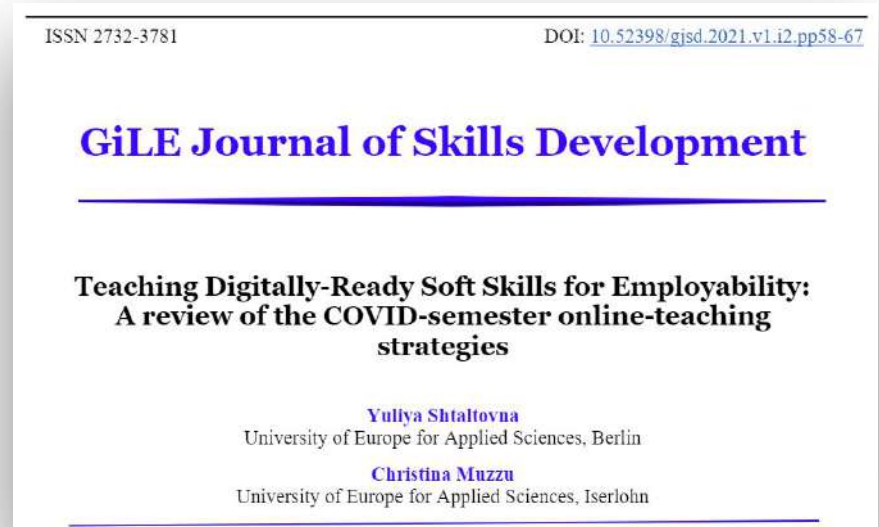 ISSN 2732-3781 DOI: 10.52398/gjsd.2021.v1.i2.pp58-67
GiLE Journal of Skills Development
Teaching Digitally-Ready Soft Skills for Employability:
A review of the COVID-semester online-teaching
strategies
Yuliya Shtaltovna
University of Europe for Applied Sciences, Berlin
Christina Muzzu
University of Europe for Applied Sciences, Iserlohn